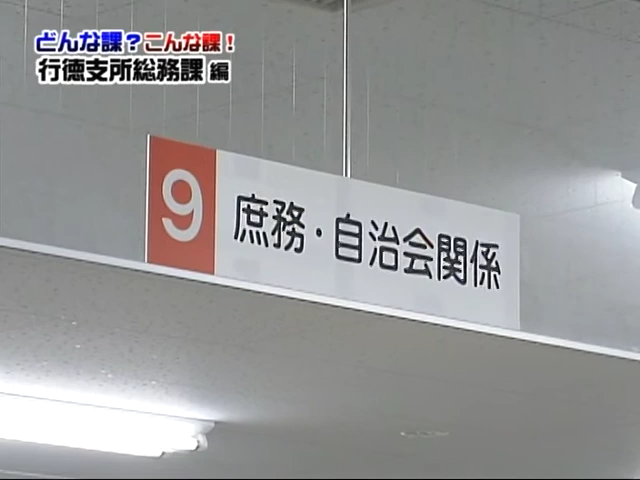 どんな課？こんな課！
行徳支所総務課 編
9 庶務・自治会関係